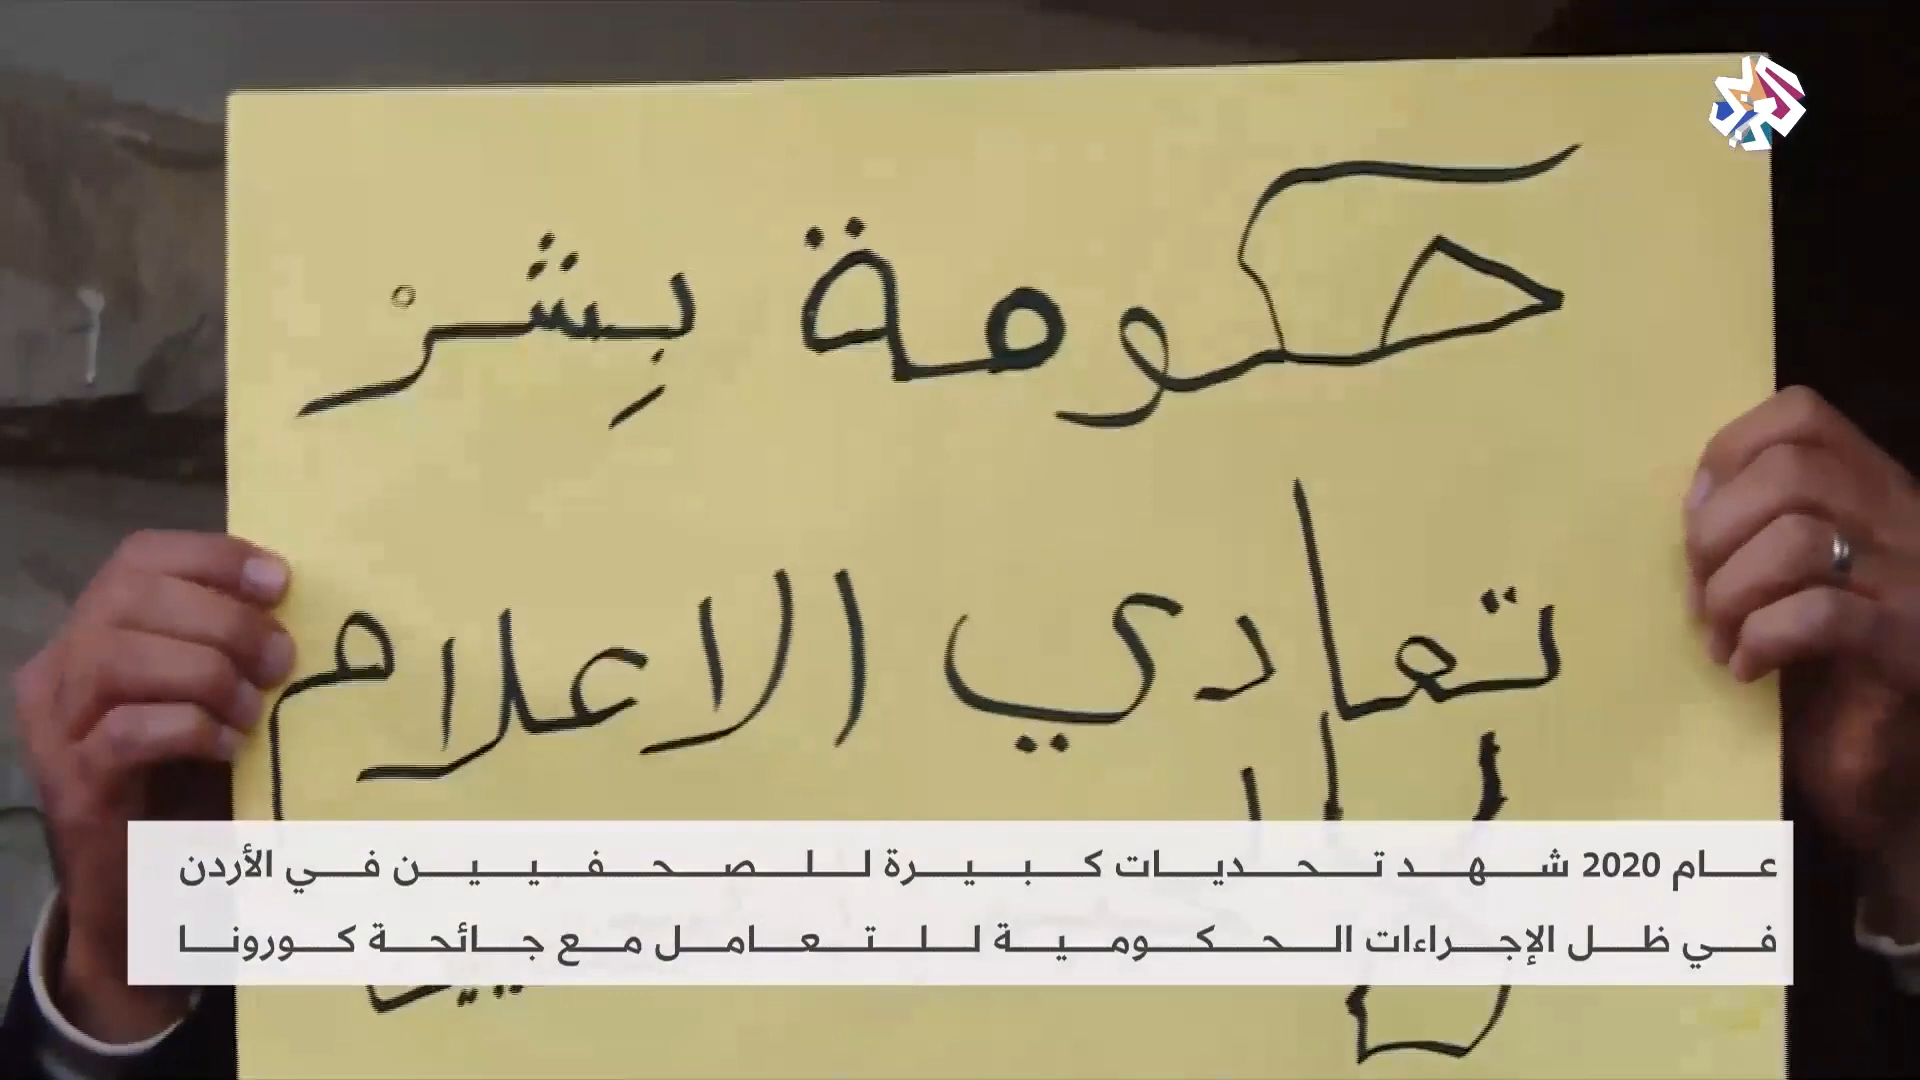 حكومة بِشرْ
تعادي الاعلام
عام 2020 شهد تحديات كبيرة للصحفيين في الأردن
في ظل الإجراءات الحكومية للتعامل مع جائحة كورونا